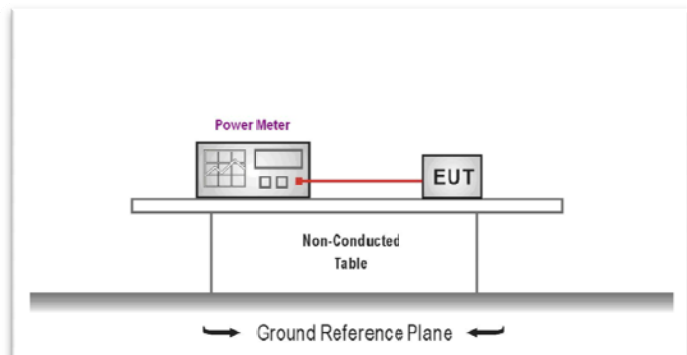 Power Meter
EUT
Non-Conducted
Table
Ground Reference Plane